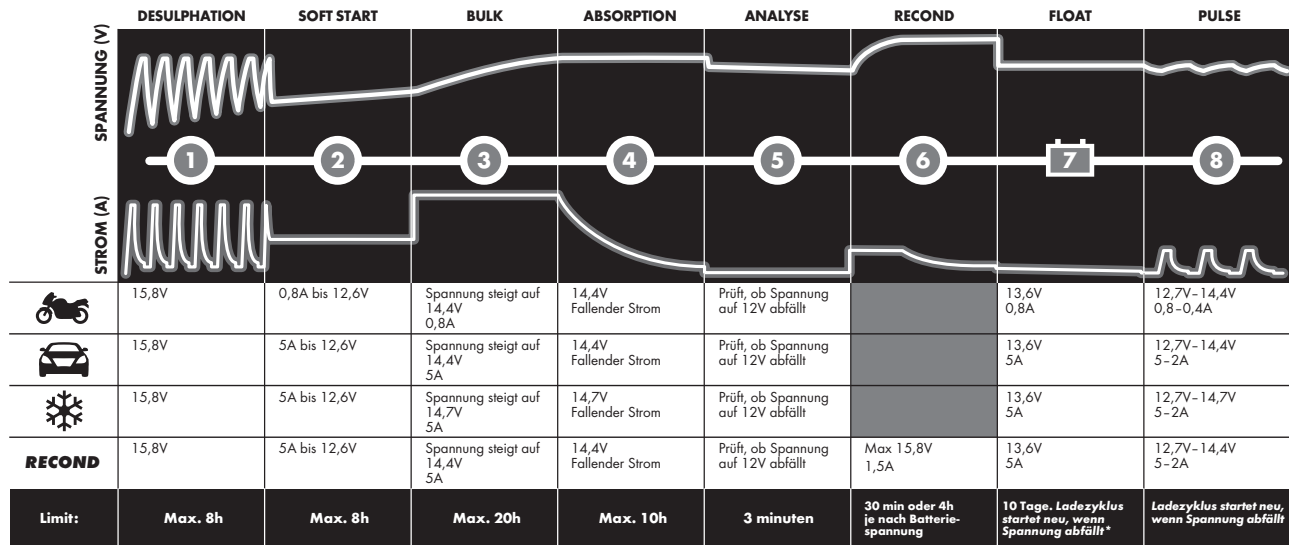 DESULPHATION SOFT START BULK ABSORPTION ANALYSE RECOND FLOAT PULSE
SPANNUNG (V)
1 2 3 4 5 6 7 8
STROM (A)
15,8V
0,8A bis 12,6V
Spannung steigt auf
14,4V
0,8A
14,4V
Fallender Strom
Prüft, ob Spannung
auf 12V abfällt
13,6V
0,8A
12,7V–14,4V
0,8–0,4A
15,8V
5A bis 12,6V
Spannung steigt auf
14,4V
5A
14,4V
Fallender Strom
Prüft, ob Spannung
auf 12V abfällt
13,6V
5A
12,7V–14,4V
5–2A
15,8V
5A bis 12,6V
Spannung steigt auf
14,7V
5A
14,7V
Fallender Strom
Prüft, ob Spannung
auf 12V abfällt
13,6V
5A
12,7V–14,7V
5–2A
RECOND
15,8V
5A bis 12,6V
Spannung steigt auf
14,4V
5A
14,4V
Fallender Strom
Prüft, ob Spannung
auf 12V abfällt
Max 15,8V
1,5A
13,6V
5A
12,7V–14,4V
5–2A
Limit:
Max. 8h
Max. 8h
Max. 20h
Max. 10h
3 minuten
30 min oder 4h
je nach Batterie-
spannung
10 Tage. Ladezyklus
startet neu, wenn
Spannung abfällt*
Ladezyklus startet neu,
wenn Spannung abfällt